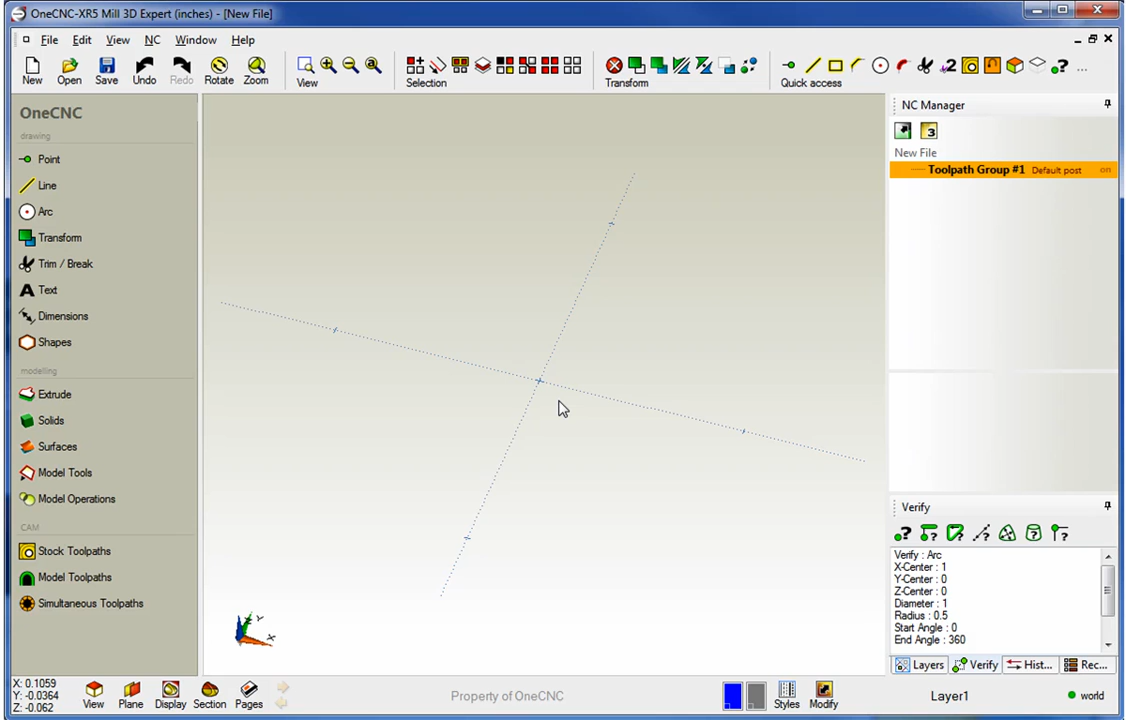 OneCNC-XR5 Mill 3D Expert (inches) - [New File]
File Edit View NC Window Help
New Open Save Undo Redo Rotate Zoom View Selection Transform Quick access ...
OneCNC
drawing
Point
Line
Arc
Transform
Trim / Break
Text
Dimensions
Shapes
modelling
Extrude
Solids
Surfaces
Model Tools
Model Operations
CAM
Stock Toolpaths
Model Toolpaths
Simultaneous Toolpaths
Y
X
NC Manager
New File
Toolpath Group #1 Default post on
Verify
Verify : Arc
X-Center : 1
Y-Center : 0
Z-Center : 0
Diameter : 1
Radius : 0.5
Start Angle : 0
End Angle : 360
Layers Verify Hist... Rec...
X: 0.1059
Y: -0.0364
Z: -0.062
View Plane Display Section Pages
Property of OneCNC
Styles Modify
Layer1
world